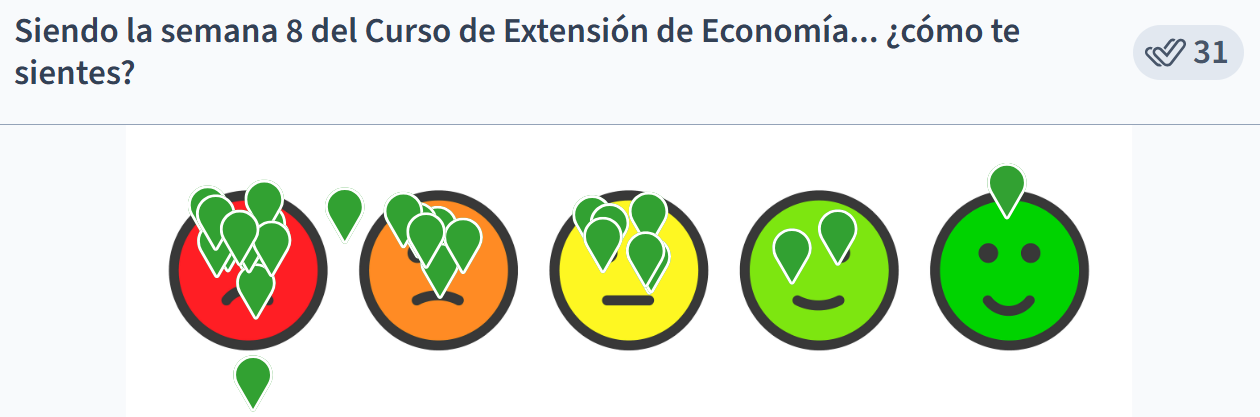 Siendo la semana 8 del Curso de Extensión de Economía... ¿cómo te
sientes?
31